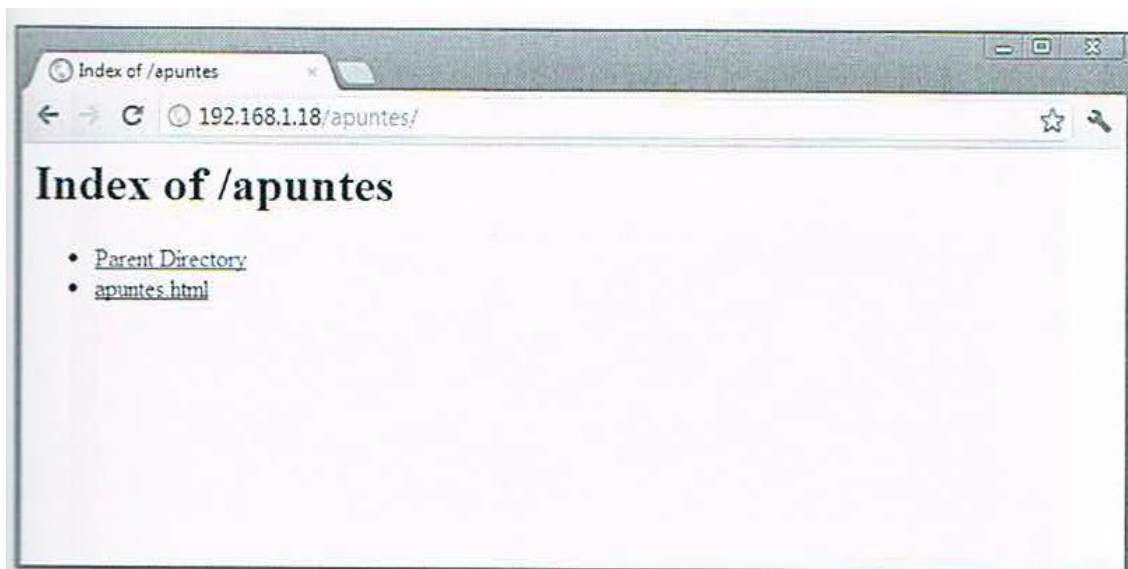 Index of /apuntes
192.168.1.18/apuntes/
Index of /apuntes
Parent Directory
apuntes.html